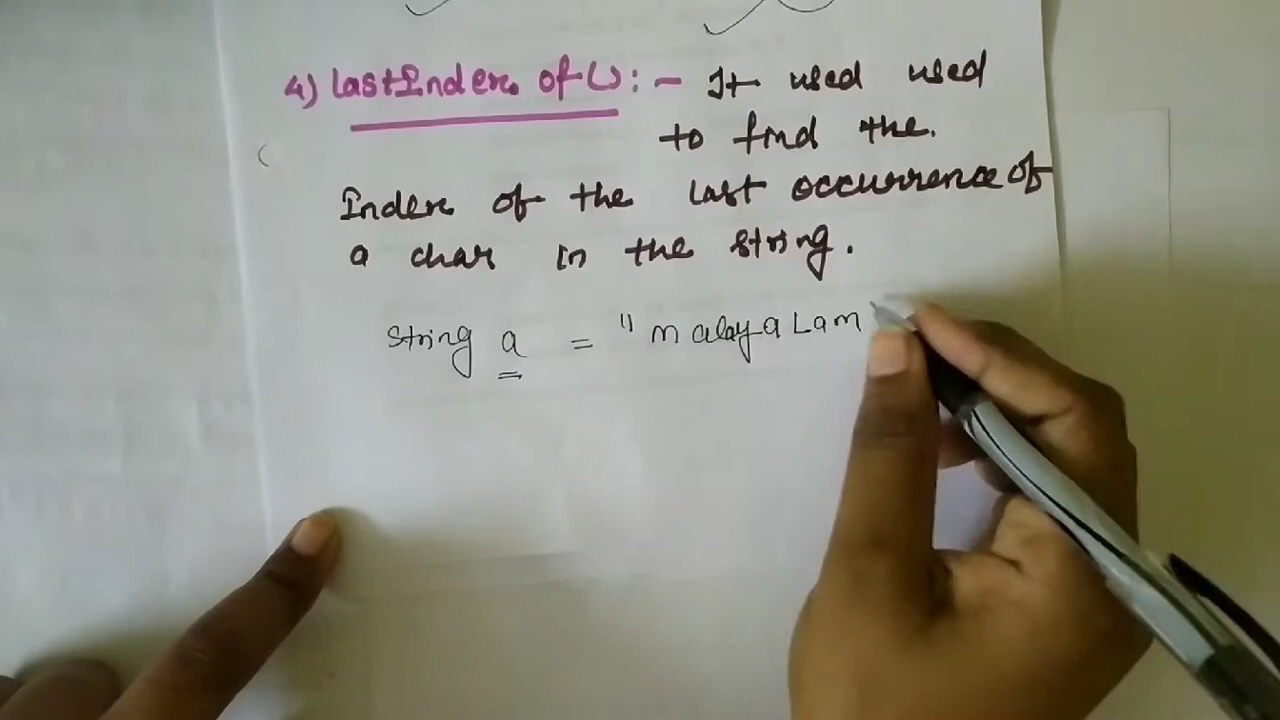 4) lastIndex of():- It used used
to find the.
Index of the last occurrence of
a char in the string.
String a = "malayaLam